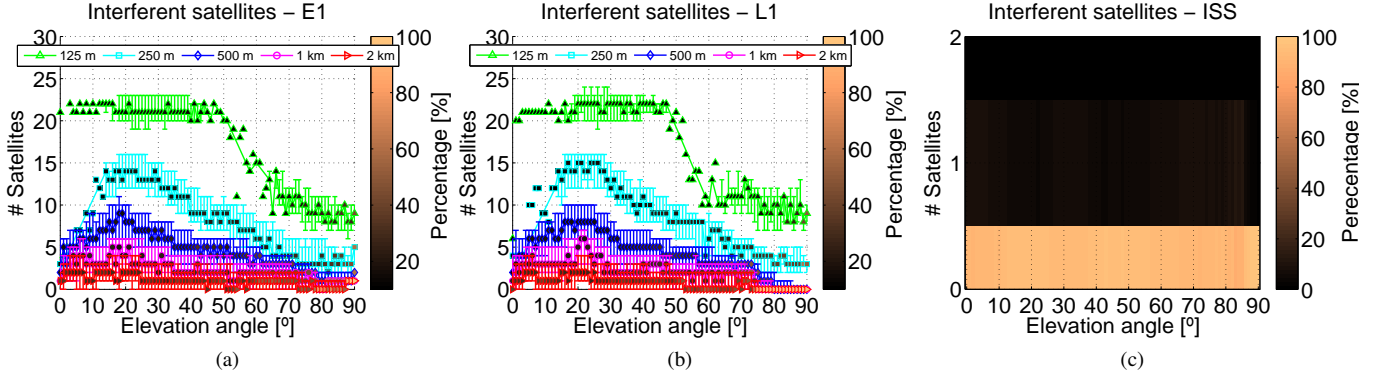 Interferent satellites – E1
30
25
20
15
10
5
0
# Satellites
0 10 20 30 40 50 60 70 80 90
Elevation angle [º]
125 m 250 m 500 m 1 km 2 km
100
80
60
40
20
Percentage [%]
(a)
Interferent satellites – L1
30
25
20
15
10
5
0
# Satellites
0 10 20 30 40 50 60 70 80 90
Elevation angle [º]
125 m 250 m 500 m 1 km 2 km
100
80
60
40
20
Percentage [%]
(b)
Interferent satellites – ISS
2
1
0
# Satellites
0 10 20 30 40 50 60 70 80 90
Elevation angle [º]
100
80
60
40
20
0
Perecentage [%]
(c)